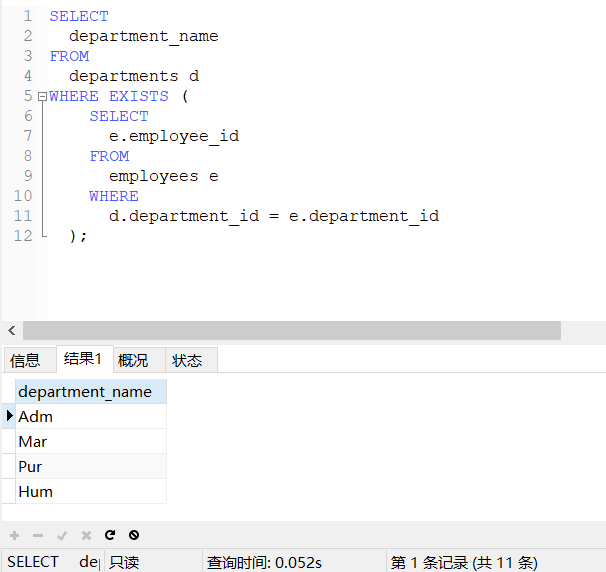 1 SELECT
2 department_name
3 FROM
4 departments d
5 WHERE EXISTS (
6 SELECT
7 e.employee_id
8 FROM
9 employees e
10 WHERE
11 d.department_id = e.department_id
12 );
信息 结果1 概况 状态
department_name
Adm
Mar
Pur
Hum
SELECT de 只读 查询时间: 0.052s 第 1 条记录 (共 11 条)